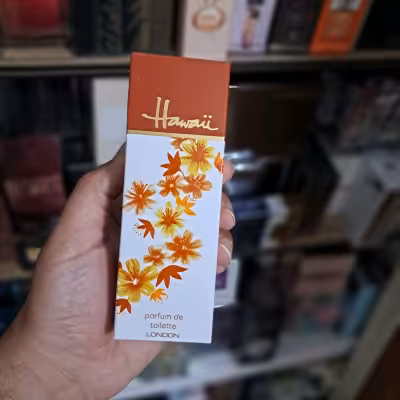 Hawaii
parfum de
toilette
LONDON